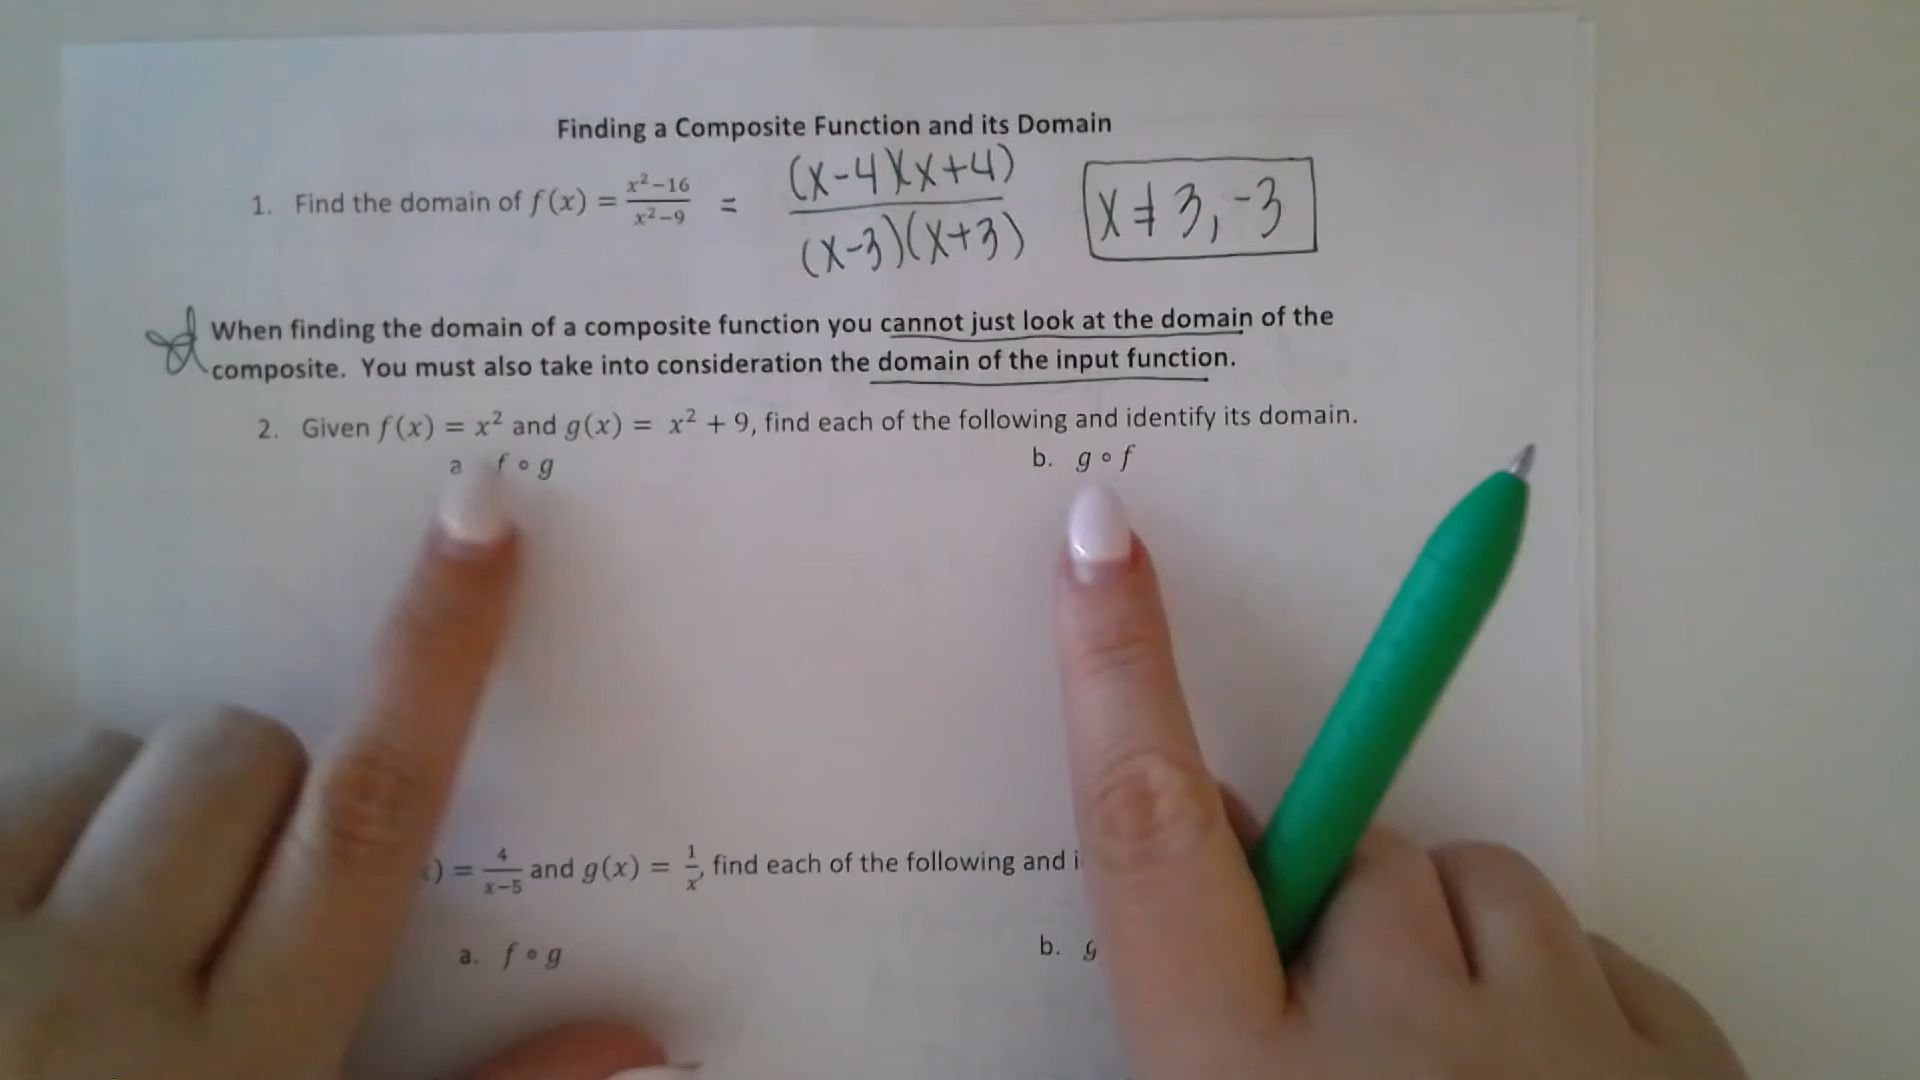 Finding a Composite Function and its Domain
1. Find the domain of f(x) = x²−16 / x²−9 = (x-4)(x+4) / (x-3)(x+3) x ≠ 3, -3
When finding the domain of a composite function you cannot just look at the domain of the
composite. You must also take into consideration the domain of the input function.
2. Given f(x) = x² and g(x) = x² + 9, find each of the following and identify its domain.
a f ∘ g b. g ∘ f
) = 4 / x−5 and g(x) = 1 / x, find each of the following and
a. f ∘ g b. g